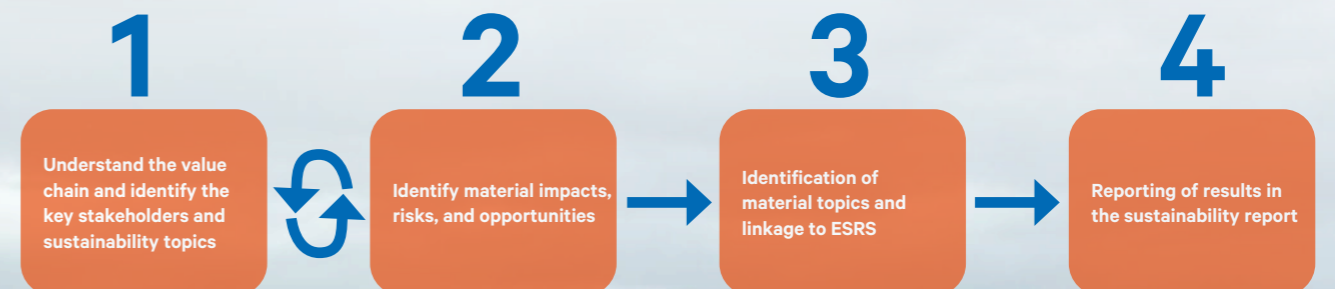 1
Understand the value
chain and identify the
key stakeholders and
sustainability topics
2
Identify material impacts,
risks, and opportunities
3
Identification of
material topics and
linkage to ESRS
4
Reporting of results in
the sustainability report